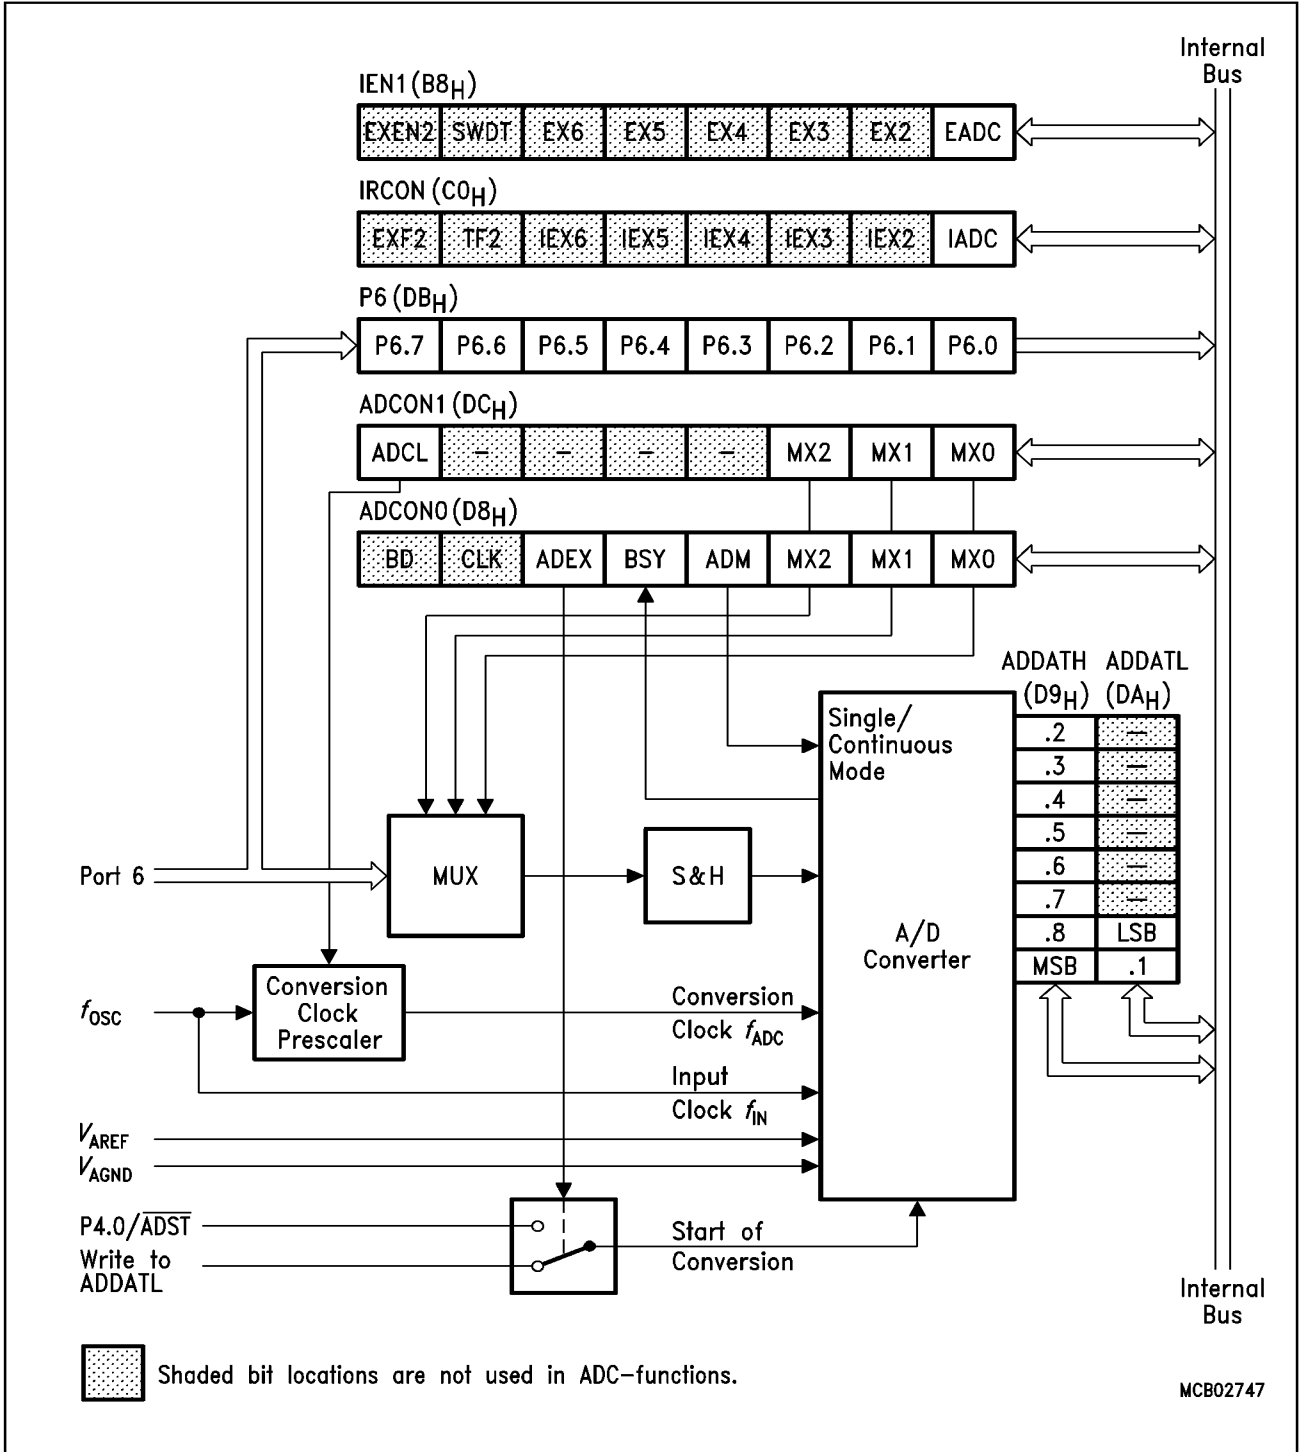 Internal
Bus
IEN1 (B8H)
EXEN2 SWDT EX6 EX5 EX4 EX3 EX2 EADC
IRCON (C0H)
EXF2 TF2 IEX6 IEX5 IEX4 IEX3 IEX2 IADC
P6 (DBH)
P6.7 P6.6 P6.5 P6.4 P6.3 P6.2 P6.1 P6.0
ADCON1 (DCH)
ADCL – – – – MX2 MX1 MX0
ADCON0 (D8H)
BD CLK ADEX BSY ADM MX2 MX1 MX0
ADDATH ADDATL
(D9H) (DAH)
.2 –
.3 –
.4 –
.5 –
.6 –
.7 –
.8 LSB
MSB .1
Single/
Continuous
Mode
Port 6
MUX
S&H
A/D
Converter
fOSC
Conversion
Clock
Prescaler
Conversion
Clock fADC
Input
Clock fIN
VAREF
VAGND
P4.0/ADST
Write to
ADDATL
Start of
Conversion
Internal
Bus
Shaded bit locations are not used in ADC-functions.
MCB02747